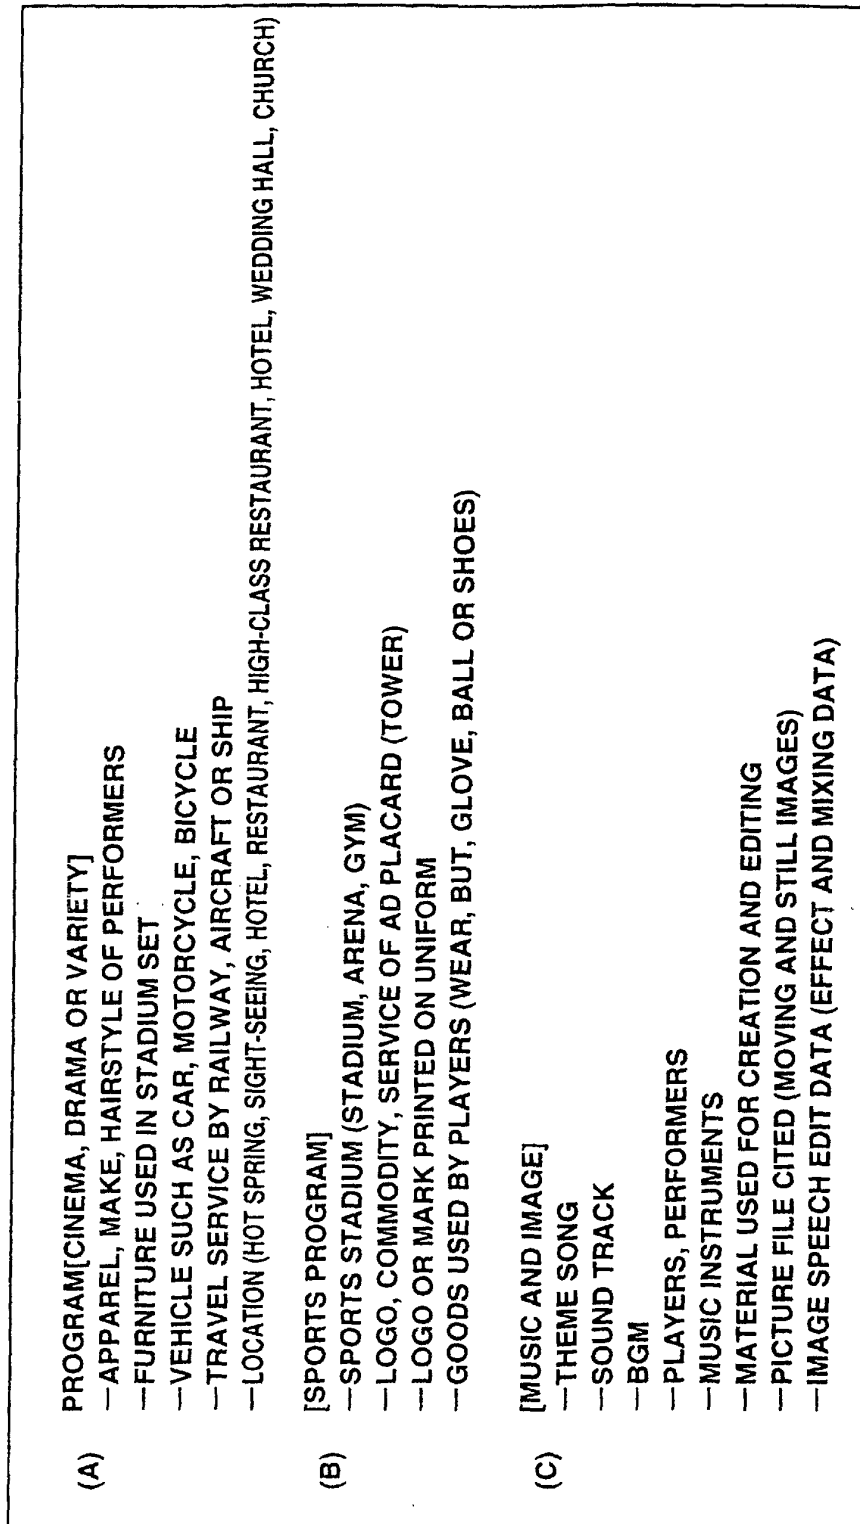 (A) PROGRAM[CINEMA, DRAMA OR VARIETY]
—APPAREL, MAKE, HAIRSTYLE OF PERFORMERS
—FURNITURE USED IN STADIUM SET
—VEHICLE SUCH AS CAR, MOTORCYCLE, BICYCLE
—TRAVEL SERVICE BY RAILWAY, AIRCRAFT OR SHIP
—LOCATION (HOT SPRING, SIGHT-SEEING, HOTEL, RESTAURANT, HIGH-CLASS RESTAURANT, HOTEL, WEDDING HALL, CHURCH)
(B) [SPORTS PROGRAM]
—SPORTS STADIUM (STADIUM, ARENA, GYM)
—LOGO, COMMODITY, SERVICE OF AD PLACARD (TOWER)
—LOGO OR MARK PRINTED ON UNIFORM
—GOODS USED BY PLAYERS (WEAR, BUT, GLOVE, BALL OR SHOES)
(C) [MUSIC AND IMAGE]
—THEME SONG
—SOUND TRACK
—BGM
—PLAYERS, PERFORMERS
—MUSIC INSTRUMENTS
—MATERIAL USED FOR CREATION AND EDITING
—PICTURE FILE CITED (MOVING AND STILL IMAGES)
—IMAGE SPEECH EDIT DATA (EFFECT AND MIXING DATA)